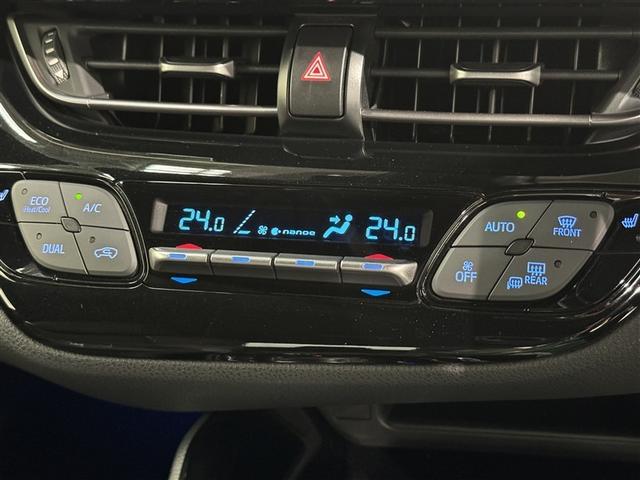 ECO
Heat/Cool
A/C
DUAL
24.0
nanoe
24.0
AUTO
FRONT
OFF
REAR